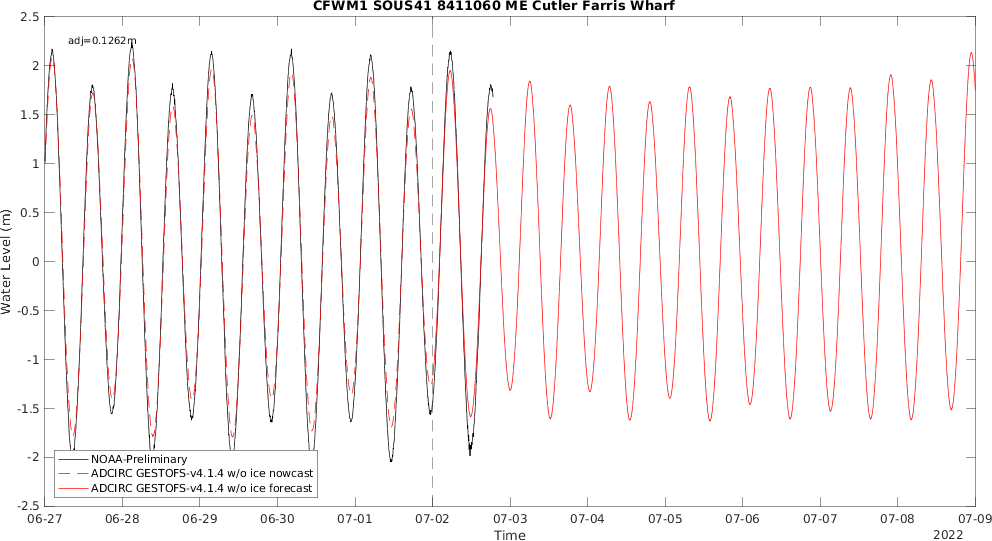 CFWM1 SOUS41 8411060 ME Cutler Farris Wharf
adj=0.1262m
Water Level (m)
2.5
2
1.5
1
0.5
0
-0.5
-1
-1.5
-2
-2.5
NOAA-Preliminary
ADCIRC GESTOFS-v4.1.4 w/o ice nowcast
ADCIRC GESTOFS-v4.1.4 w/o ice forecast
06-27 06-28 06-29 06-30 07-01 07-02 07-03 07-04 07-05 07-06 07-07 07-08 07-09
Time
2022